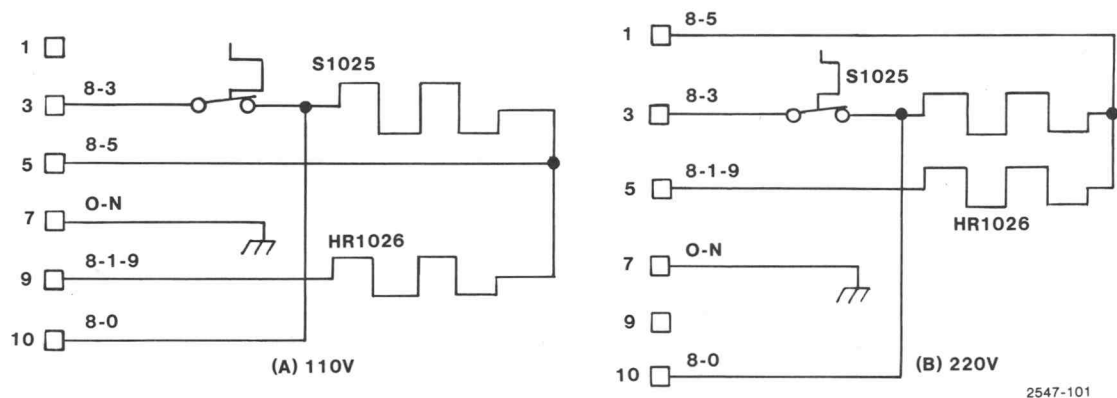 1
3 8-3
S1025
5 8-5
7 O-N
HR1026
9 8-1-9
10 8-0
(A) 110V
1 8-5
S1025
3 8-3
5 8-1-9
HR1026
7 O-N
9
10 8-0
(B) 220V
2547-101